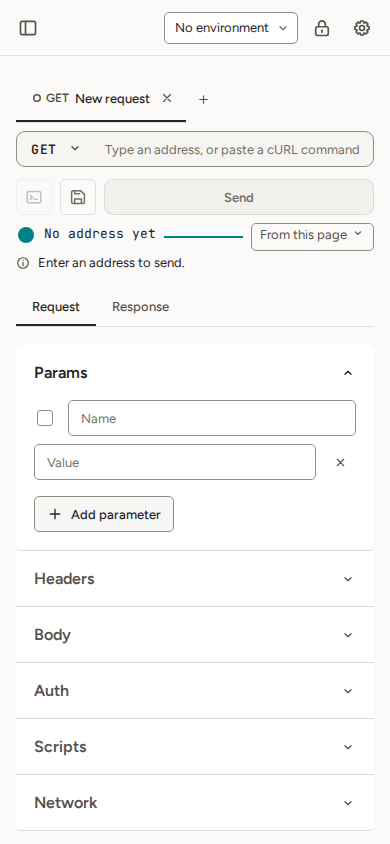 No environment
GET New request
GET Type an address, or paste a cURL command
Send
No address yet From this page
Enter an address to send.
Request Response
Params
Name
Value
Add parameter
Headers
Body
Auth
Scripts
Network